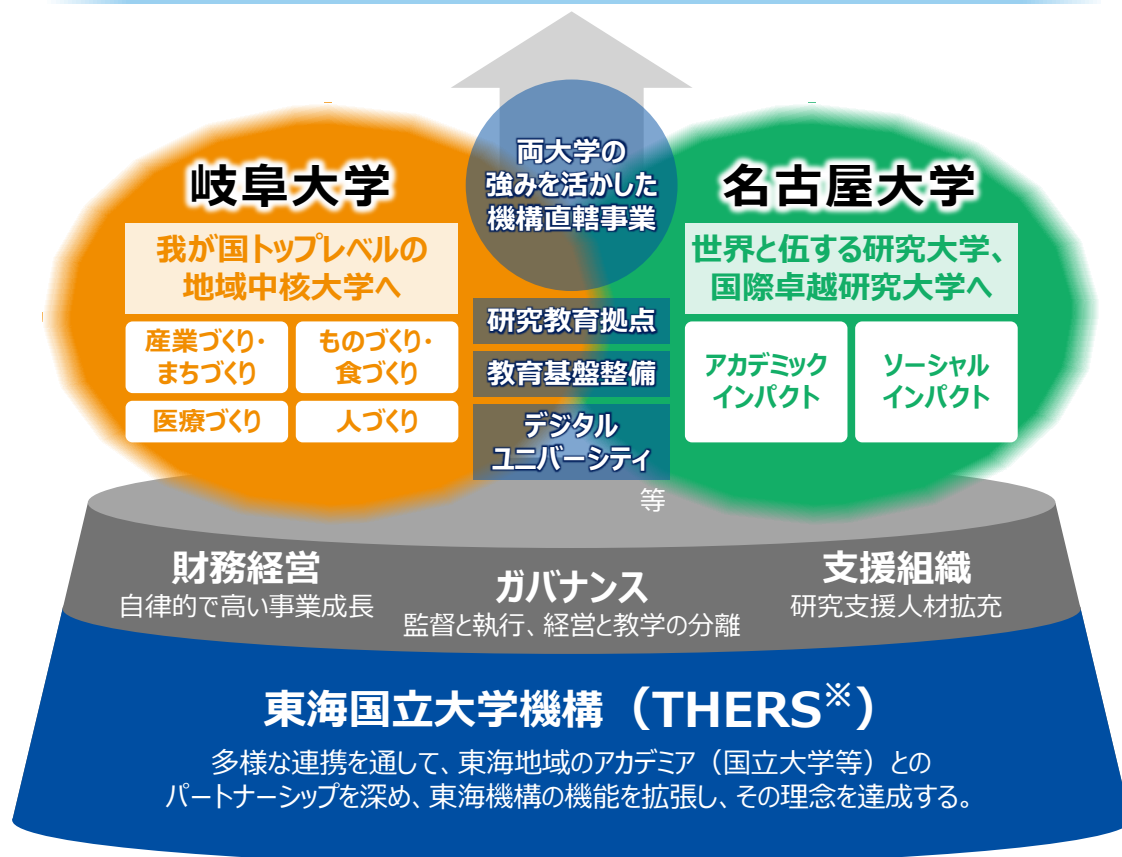 両大学の
強みを活かした
機構直轄事業
岐阜大学
我が国トップレベルの
地域中核大学へ
産業づくり・
まちづくり
ものづくり・
食づくり
医療づくり
人づくり
研究教育拠点
教育基盤整備
デジタル
ユニバーシティ
等
名古屋大学
世界と伍する研究大学、
国際卓越研究大学へ
アカデミック
インパクト
ソーシャル
インパクト
財務経営
自律的で高い事業成長
ガバナンス
監督と執行、経営と教学の分離
支援組織
研究支援人材拡充
東海国立大学機構（THERS※）
多様な連携を通して、東海地域のアカデミア（国立大学等）との
パートナーシップを深め、東海機構の機能を拡張し、その理念を達成する。